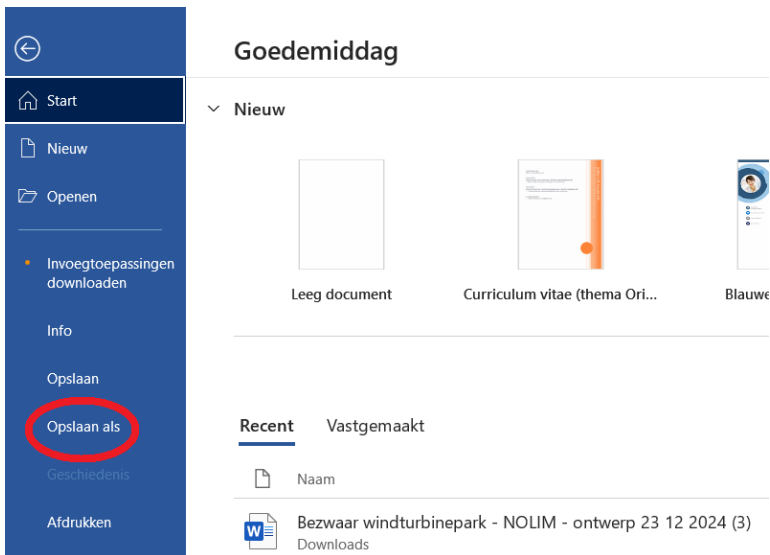 Goedemiddag
Start
Nieuw
Openen
Invoegtoepassingen
downloaden
Info
Opslaan
Opslaan als
Geschiedenis
Afdrukken
Nieuw
Leeg document
Curriculum vitae (thema Ori...
Blauwe
Recent
Vastgemaakt
Naam
W
Bezwaar windturbinepark - NOLIM - ontwerp 23 12 2024 (3)
Downloads